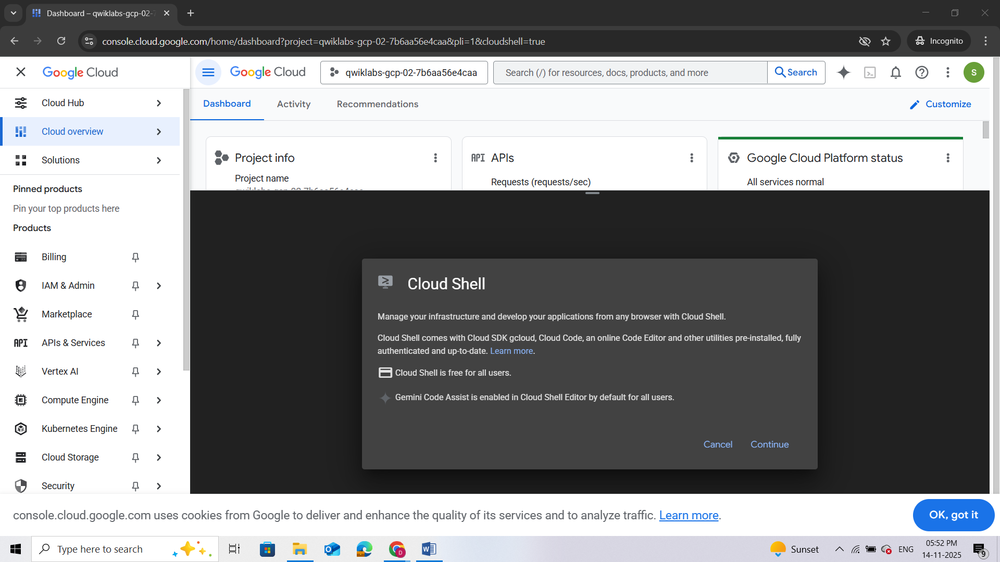 Dashboard – qwiklabs-gcp-02-
console.cloud.google.com/home/dashboard?project=qwiklabs-gcp-02-7b6aa56e4caa&pli=1&cloudshell=true
Incognito
Google Cloud
Google Cloud
qwiklabs-gcp-02-7b6aa56e4caa
Search (/) for resources, docs, products, and more
Search
S
Cloud Hub
Cloud overview
Solutions
Pinned products
Pin your top products here
Products
Billing
IAM & Admin
Marketplace
API
APIs & Services
Vertex AI
Compute Engine
Kubernetes Engine
Cloud Storage
Security
Dashboard
Activity
Recommendations
Customize
Project info
Project name
API
APIs
Requests (requests/sec)
Google Cloud Platform status
All services normal
Cloud Shell
Manage your infrastructure and develop your applications from any browser with Cloud Shell.
Cloud Shell comes with Cloud SDK gcloud, Cloud Code, an online Code Editor and other utilities pre-installed, fully
authenticated and up-to-date. Learn more.
Cloud Shell is free for all users.
Gemini Code Assist is enabled in Cloud Shell Editor by default for all users.
Cancel
Continue
console.cloud.google.com uses cookies from Google to deliver and enhance the quality of its services and to analyze traffic. Learn more.
OK, got it
Type here to search
D
W
Sunset
ENG
05:52 PM
14-11-2025
9